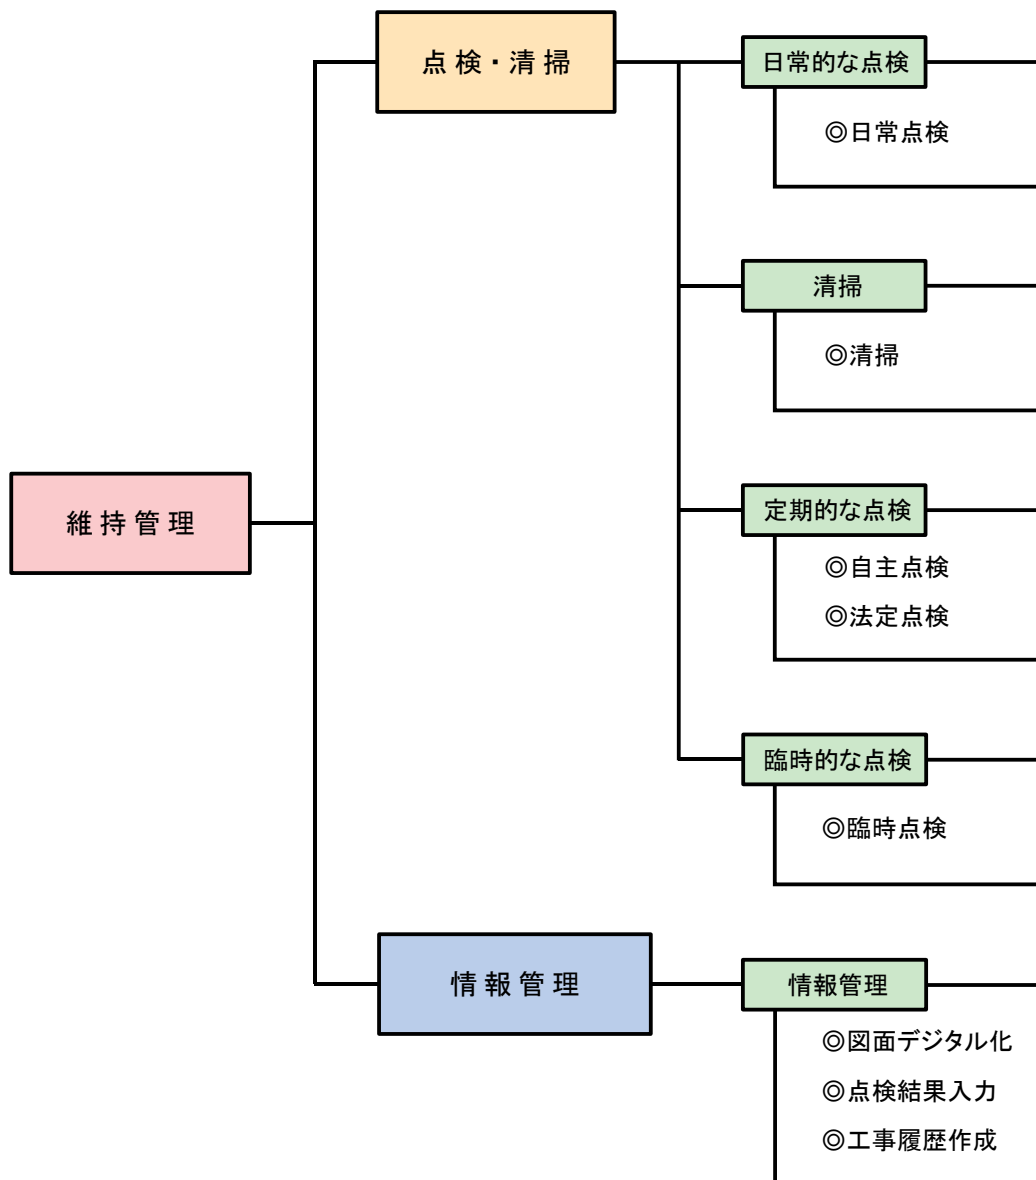 点検・清掃
日常的な点検
◎日常点検
清掃
◎清掃
維持管理
定期的な点検
◎自主点検
◎法定点検
臨時的な点検
◎臨時点検
情報管理
情報管理
◎図面デジタル化
◎点検結果入力
◎工事履歴作成